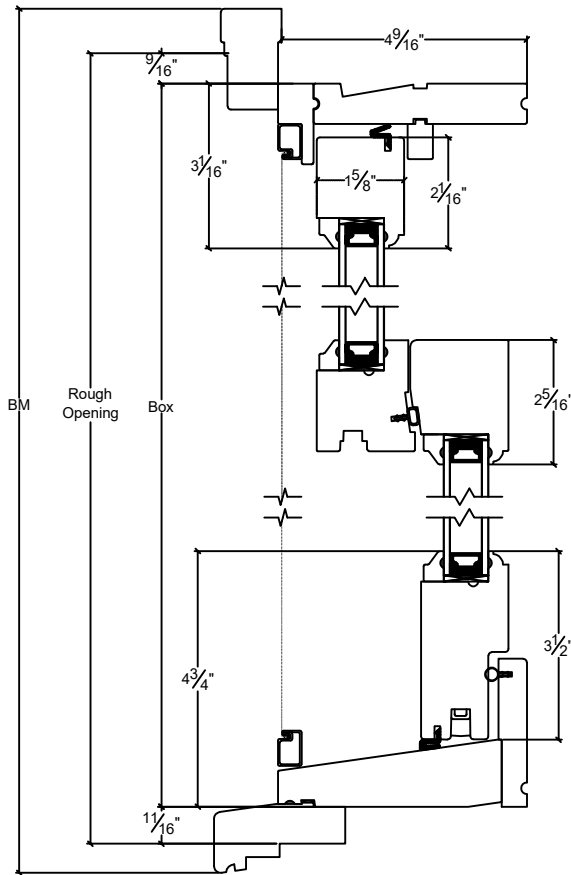 4 9/16"
9/16"
3 1/16"
1 5/8"
2 1/16"
BM
Rough
Opening
Box
2 5/16"
4 3/4"
3 1/2"
11/16"